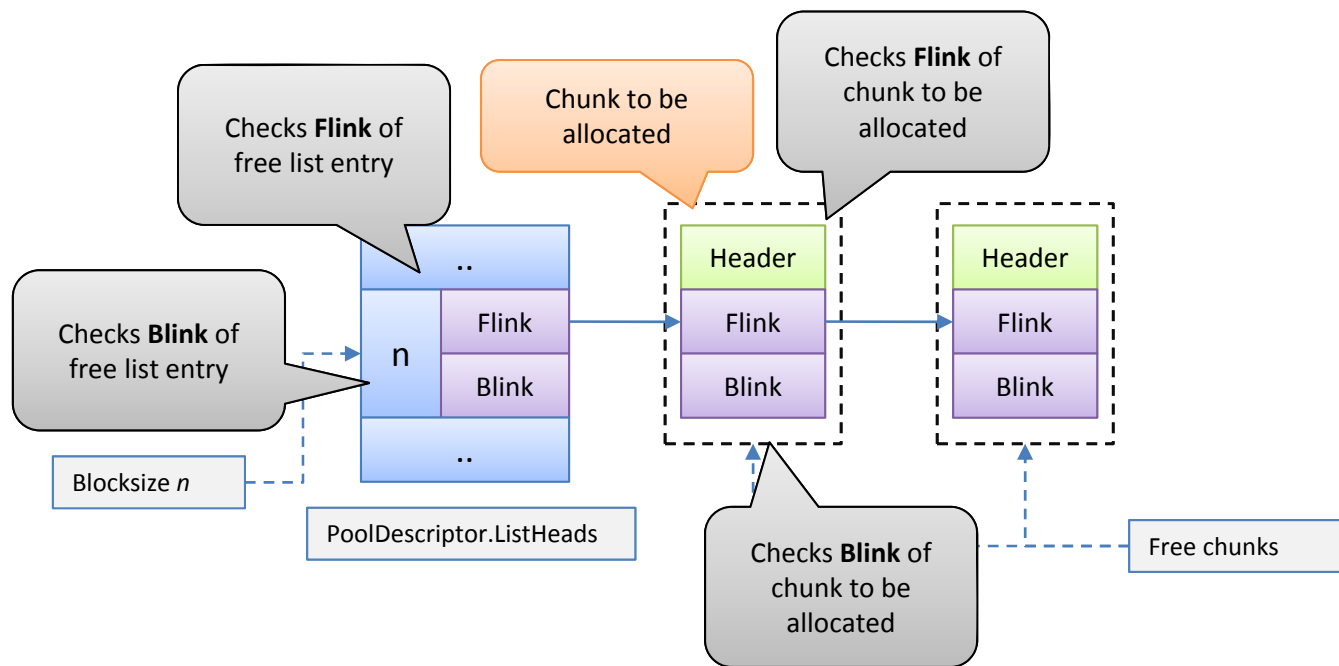 Checks Flink of
free list entry
Chunk to be
allocated
Checks Flink of
chunk to be
allocated
Checks Blink of
free list entry
..
n
Flink
Blink
..
Header
Flink
Blink
Header
Flink
Blink
Blocksize n
PoolDescriptor.ListHeads
Checks Blink of
chunk to be
allocated
Free chunks